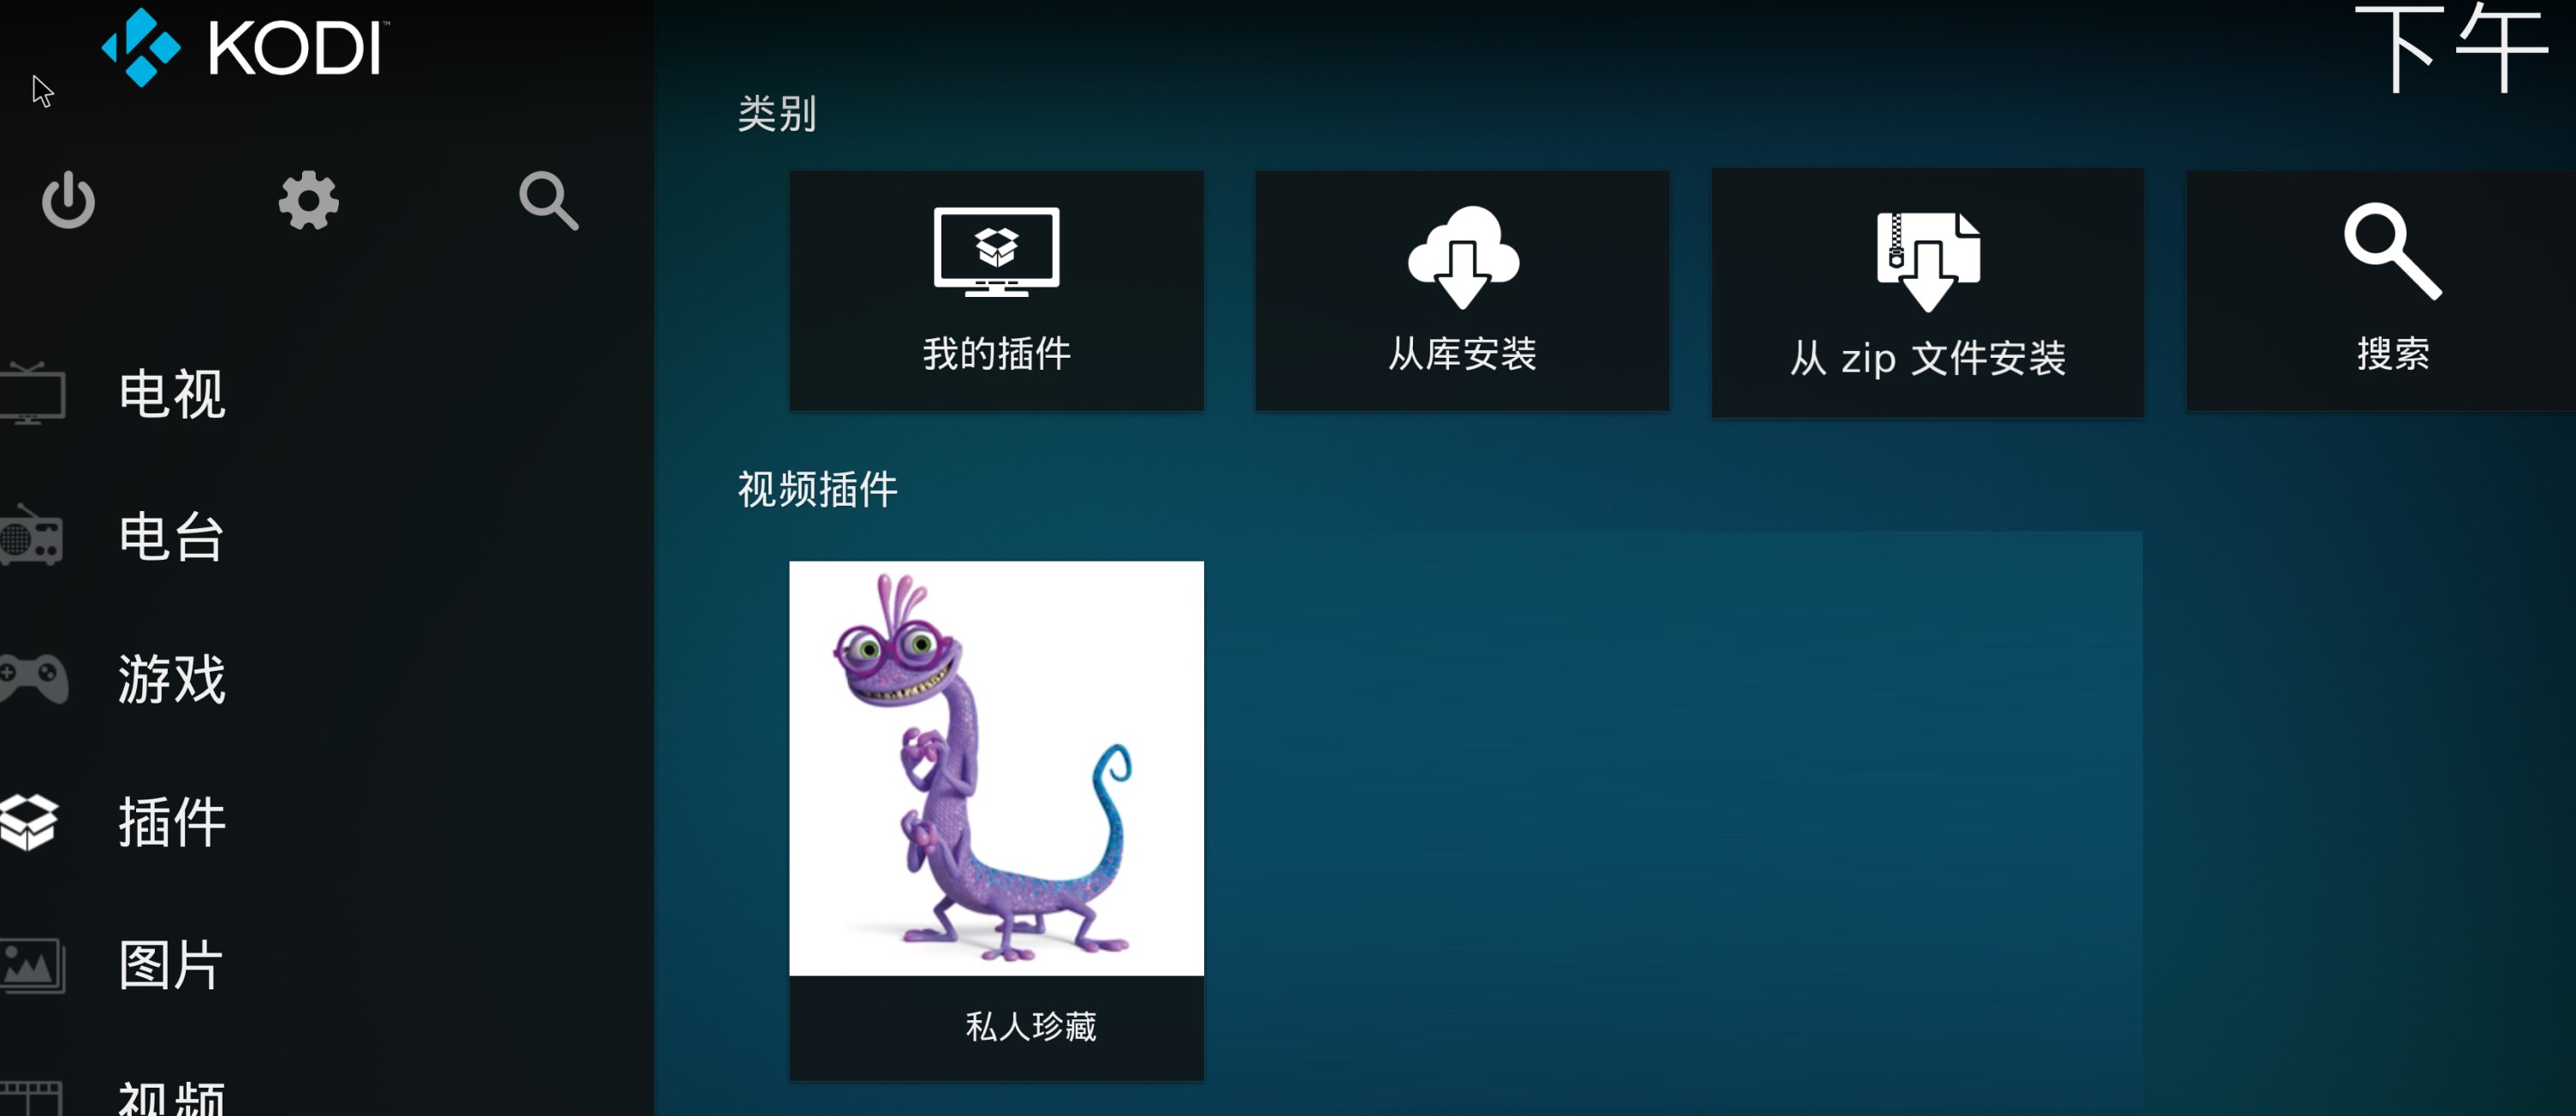 KODI
下午
类别
我的插件
从库安装
从 zip 文件安装
搜索
电视
电台
游戏
插件
图片
视频
视频插件
私人珍藏